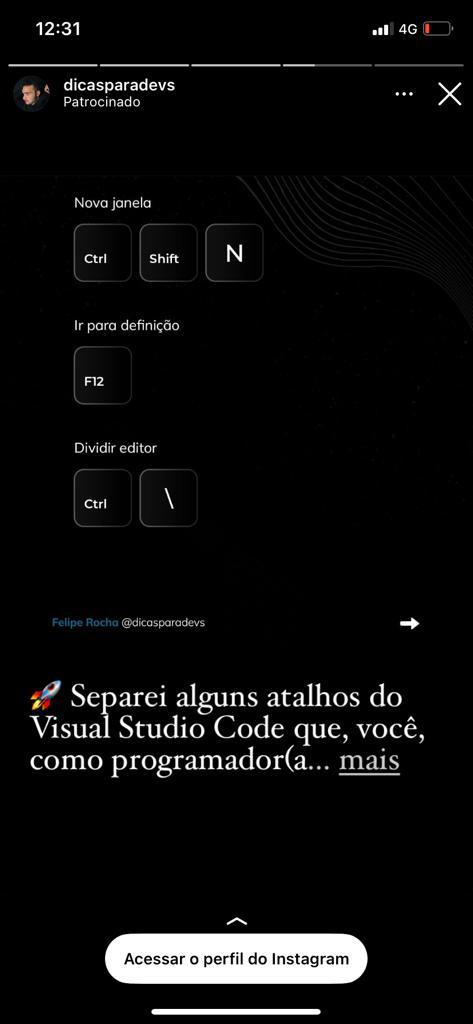 12:31
4G
dicasparadevs
Patrocinado
Nova janela
Ctrl Shift N
Ir para definição
F12
Dividir editor
Ctrl \
Felipe Rocha @dicasparadevs
🚀 Separei alguns atalhos do
Visual Studio Code que, você,
como programador(a... mais
Acessar o perfil do Instagram